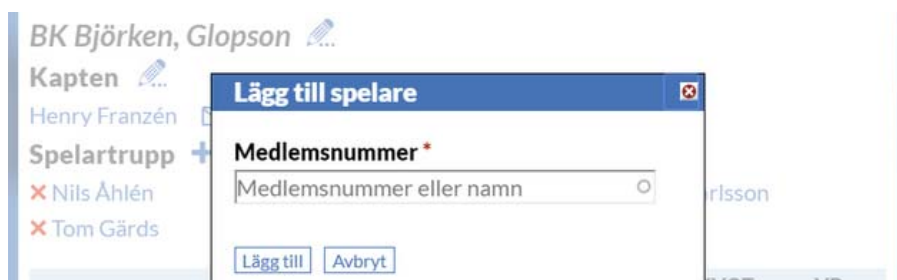 BK Björken, Glopson
Kapten
Lägg till spelare
Henry Franzén
Medlemsnummer *
Spelartrupp
Medlemsnummer eller namn
Nils Åhlén
Tom Gärds
Lägg till Avbryt